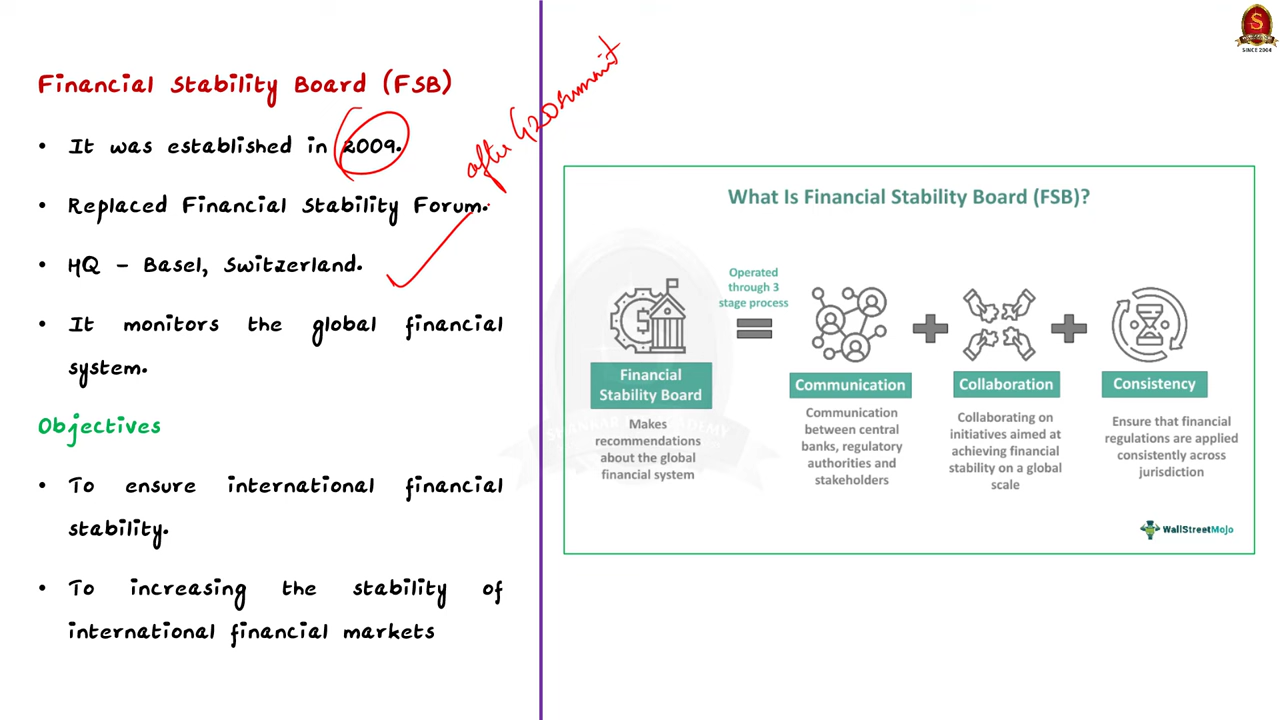 Financial Stability Board (FSB)
• It was established in 2009.
• Replaced Financial Stability Forum.
• HQ – Basel, Switzerland.
• It monitors the global financial
system.
Objectives
• To ensure international financial
stability.
• To increasing the stability of
international financial markets
after G20 summit
S
SINCE 2004
What Is Financial Stability Board (FSB)?
Financial
Stability Board
Makes
recommendations
about the global
financial system
Operated
through 3
stage process
=
Communication
Communication
between central
banks, regulatory
authorities and
stakeholders
+
Collaboration
Collaborating on
initiatives aimed at
achieving financial
stability on a global
scale
+
Consistency
Ensure that financial
regulations are applied
consistently across
jurisdiction
WallStreetMojo